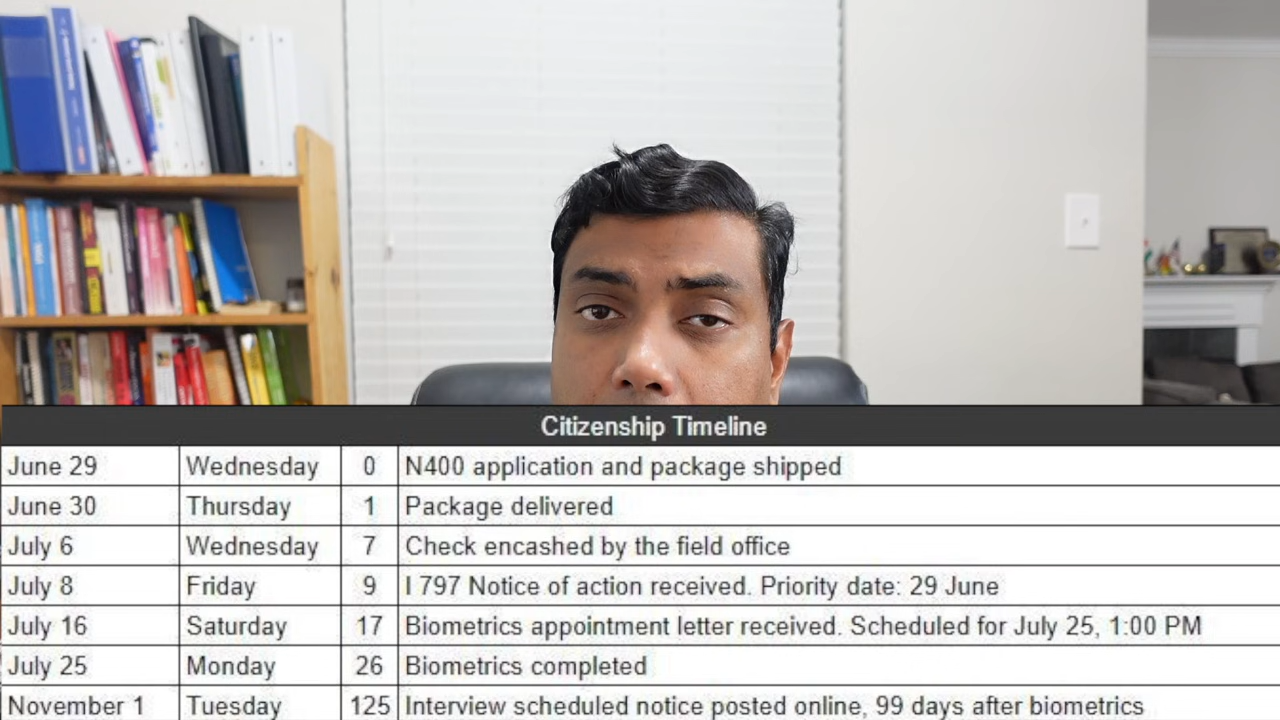 Citizenship Timeline
June 29 Wednesday 0 N400 application and package shipped
June 30 Thursday 1 Package delivered
July 6 Wednesday 7 Check encashed by the field office
July 8 Friday 9 I 797 Notice of action received. Priority date: 29 June
July 16 Saturday 17 Biometrics appointment letter received. Scheduled for July 25, 1:00 PM
July 25 Monday 26 Biometrics completed
November 1 Tuesday 125 Interview scheduled notice posted online, 99 days after biometrics